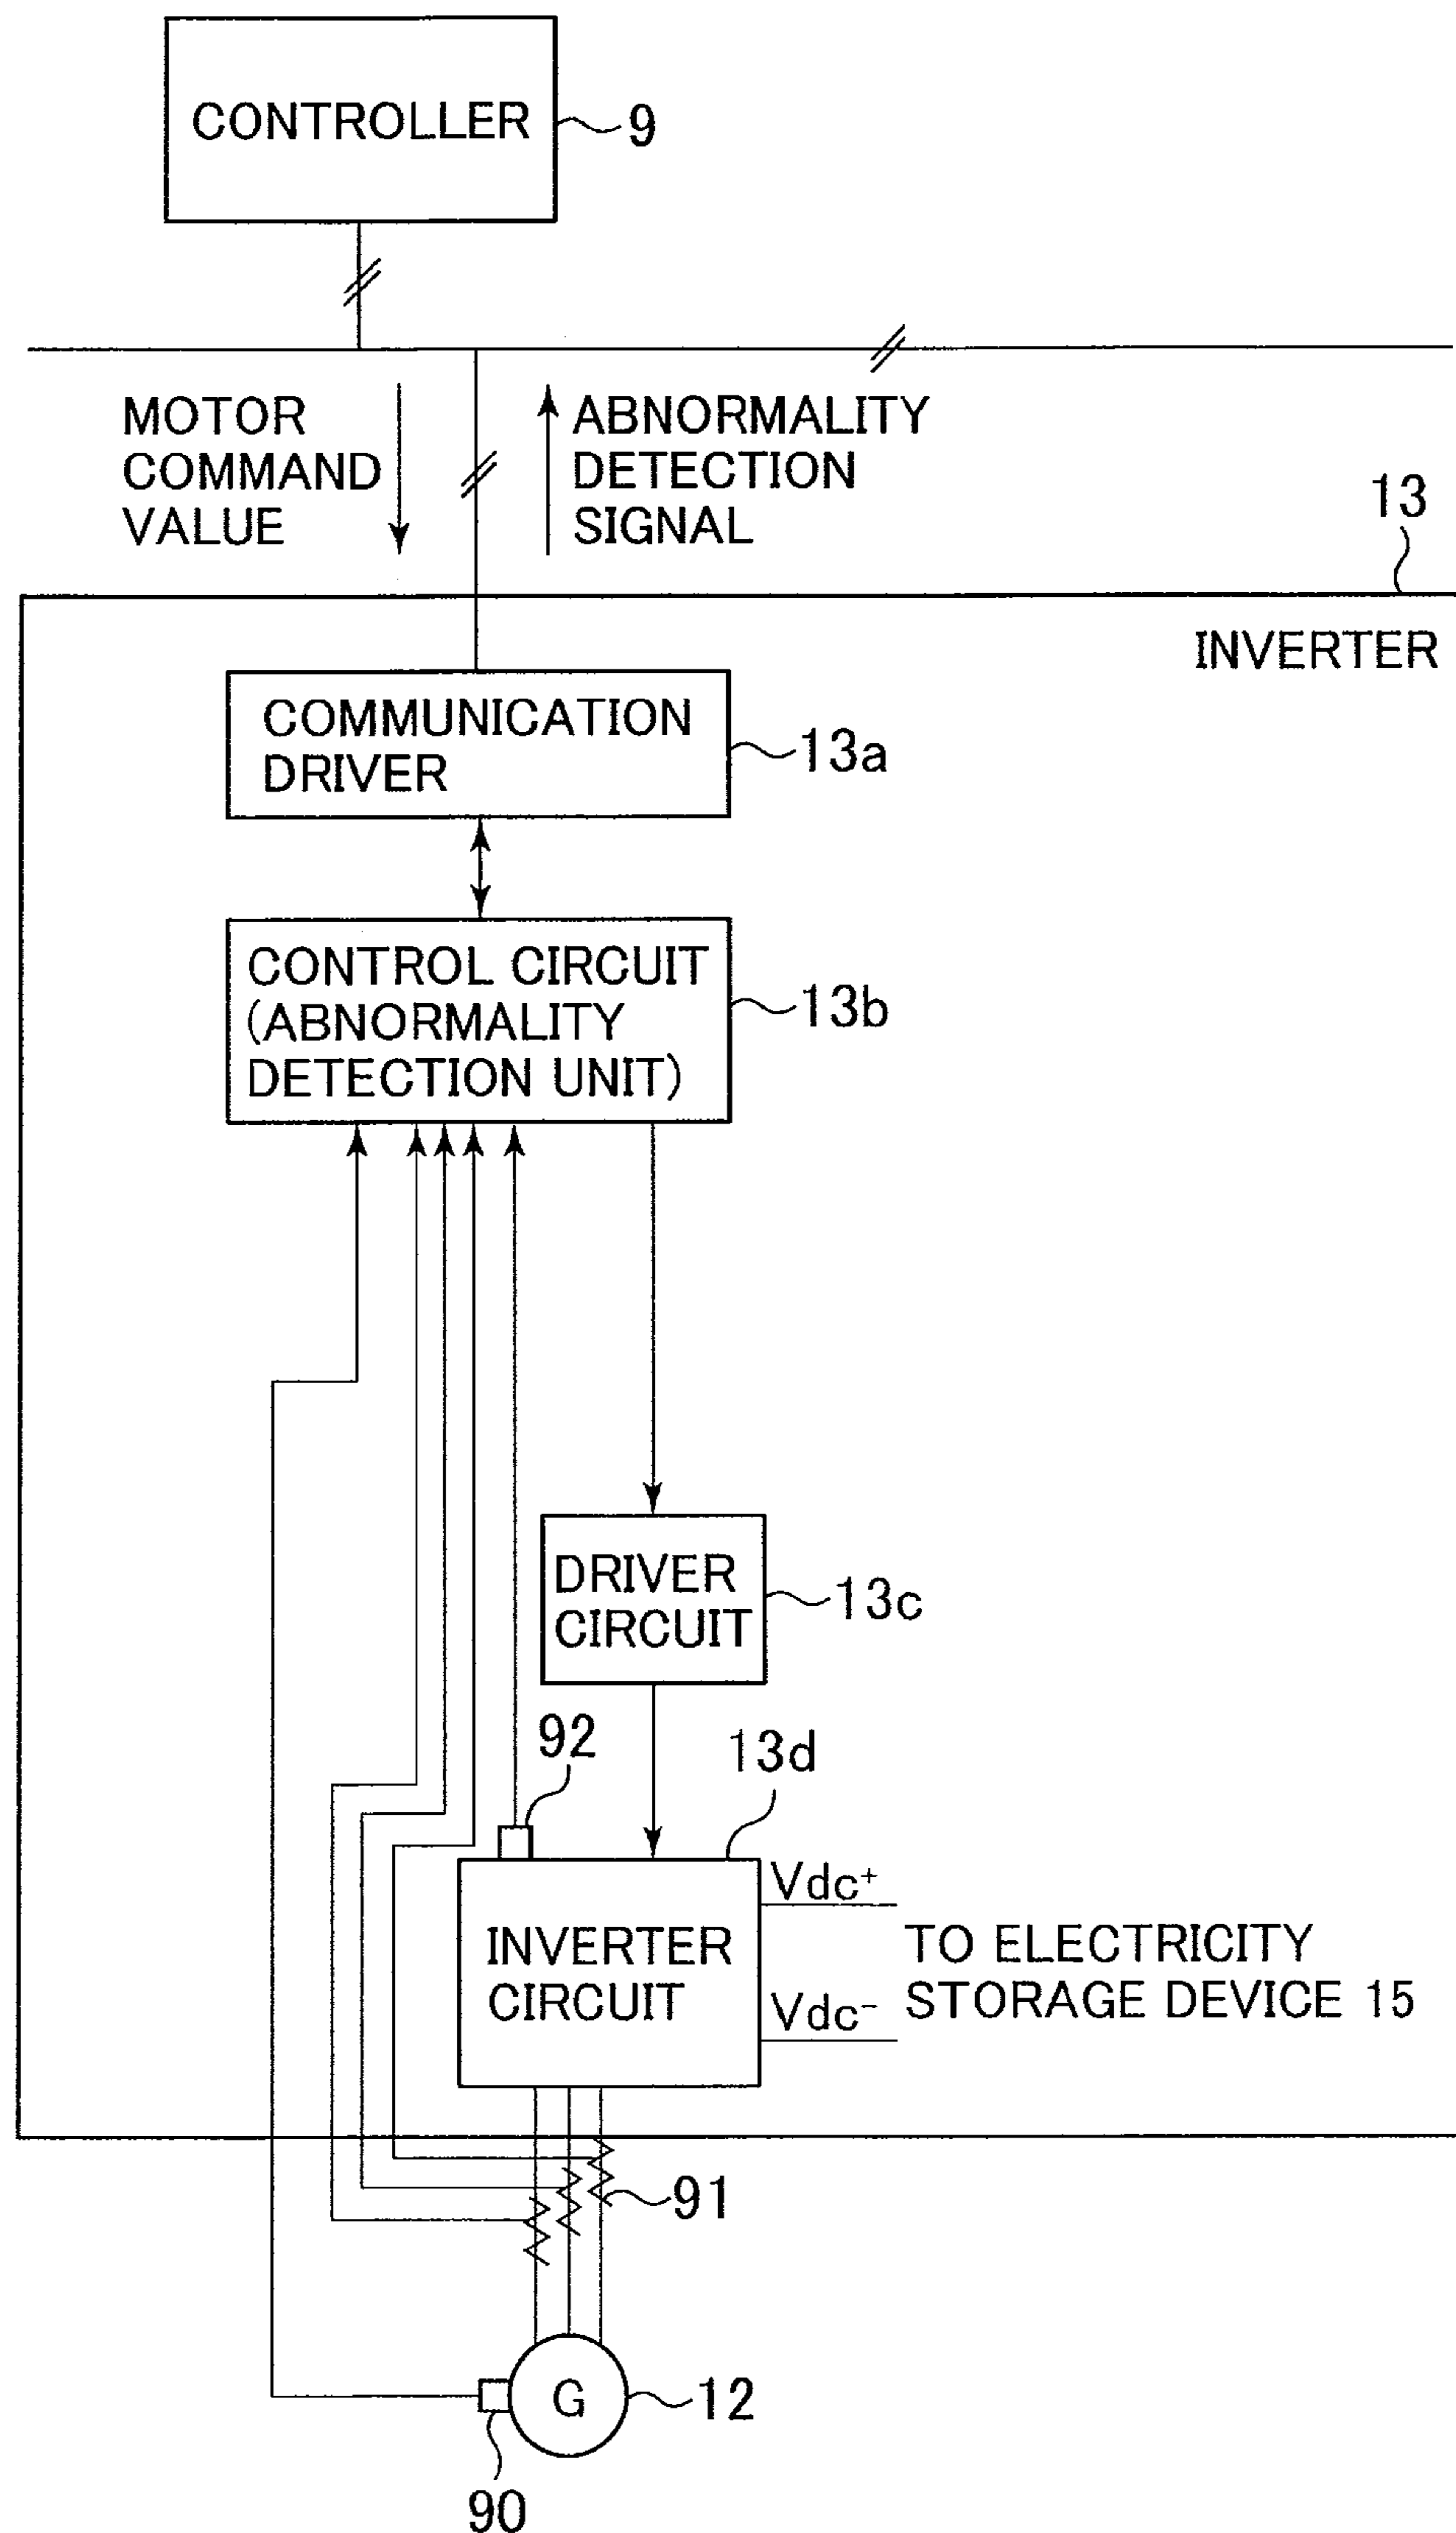 CONTROLLER
9
MOTOR
COMMAND
VALUE
ABNORMALITY
DETECTION
SIGNAL
13
INVERTER
COMMUNICATION
DRIVER
13a
CONTROL CIRCUIT
(ABNORMALITY
DETECTION UNIT)
13b
DRIVER
CIRCUIT
13c
92
13d
INVERTER
CIRCUIT
Vdc⁺
Vdc⁻
TO ELECTRICITY
STORAGE DEVICE 15
91
G
12
90